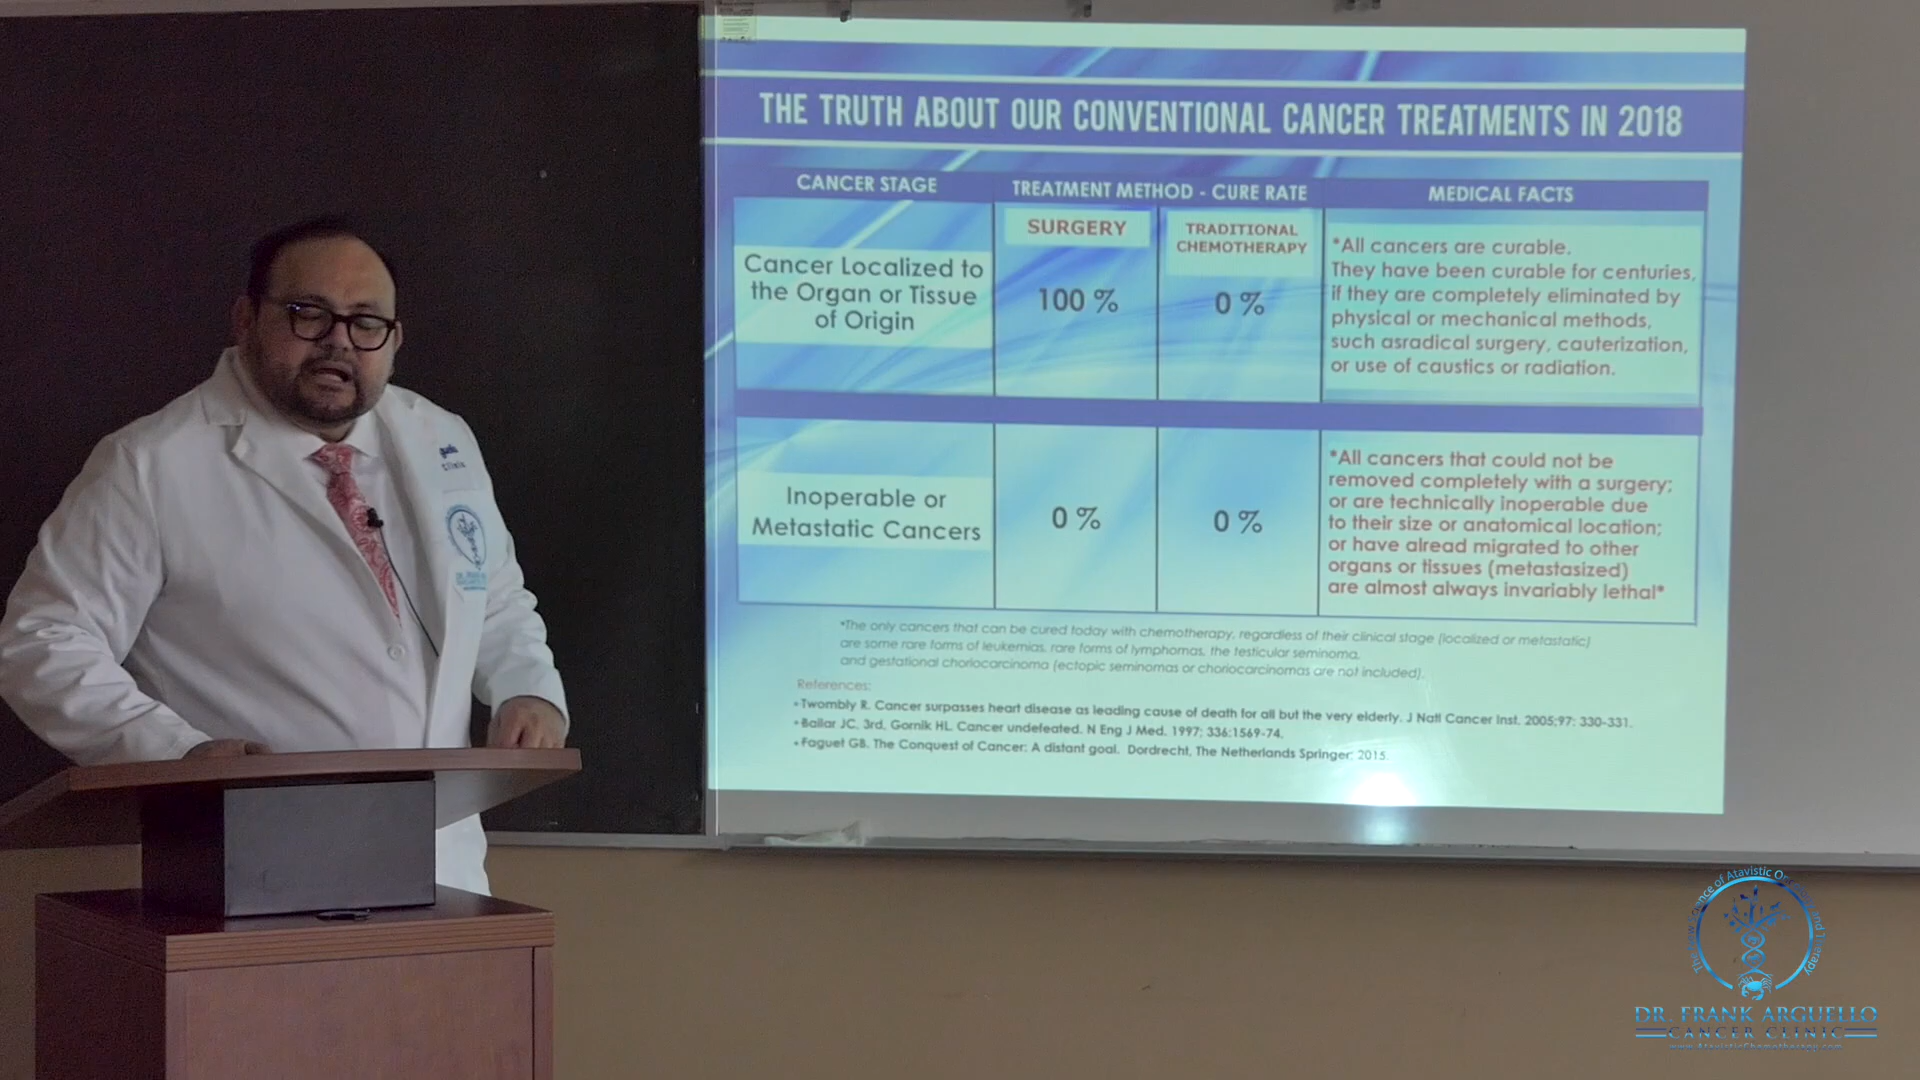 THE TRUTH ABOUT OUR CONVENTIONAL CANCER TREATMENTS IN 2018
CANCER STAGE
TREATMENT METHOD - CURE RATE
MEDICAL FACTS
SURGERY
TRADITIONAL
CHEMOTHERAPY
Cancer Localized to
the Organ or Tissue
of Origin
100 %
0 %
*All cancers are curable.
They have been curable for centuries,
if they are completely eliminated by
physical or mechanical methods,
such asradical surgery, cauterization,
or use of caustics or radiation.
Inoperable or
Metastatic Cancers
0 %
0 %
*All cancers that could not be
removed completely with a surgery;
or are technically inoperable due
to their size or anatomical location;
or have alread migrated to other
organs or tissues (metastasized)
are almost always invariably lethal*
*The only cancers that can be cured today with chemotherapy, regardless of their clinical stage (localized or metastatic)
are some rare forms of leukemias, rare forms of lymphomas, the testicular seminoma,
and gestational choriocarcinoma (ectopic seminomas or choriocarcinomas are not included).
References:
• Twombly R. Cancer surpasses heart disease as leading cause of death for all but the very elderly. J Natl Cancer Inst. 2005;97: 330-331.
• Bailar JC, 3rd, Gornik HL. Cancer undefeated. N Eng J Med. 1997; 336:1569-74.
• Faguet GB. The Conquest of Cancer: A distant goal. Dordrecht, The Netherlands Springer; 2015.
Clinic
of Atavistic
and Therapy
DR. FRANK ARGUELLO
CANCER CLINIC
www.AtavisticChemotherapy.com